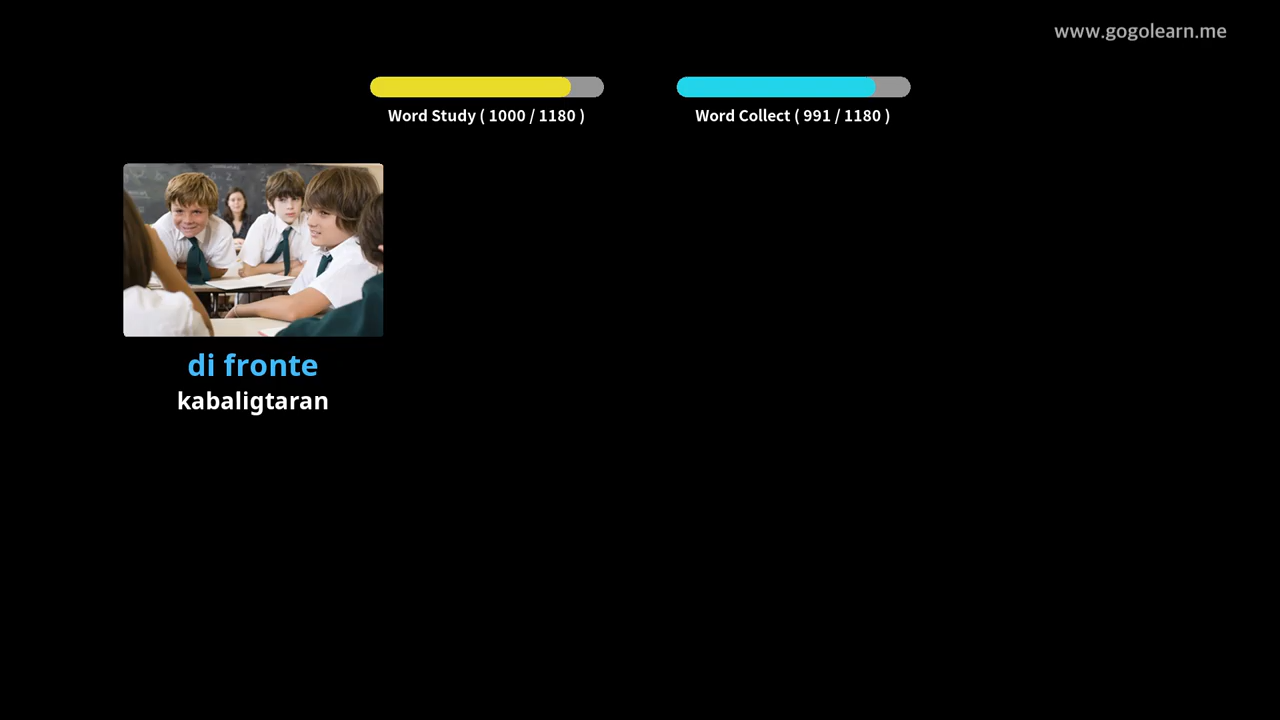 www.gogolearn.me
Word Study ( 1000 / 1180 )
Word Collect ( 991 / 1180 )
di fronte
kabaligtaran